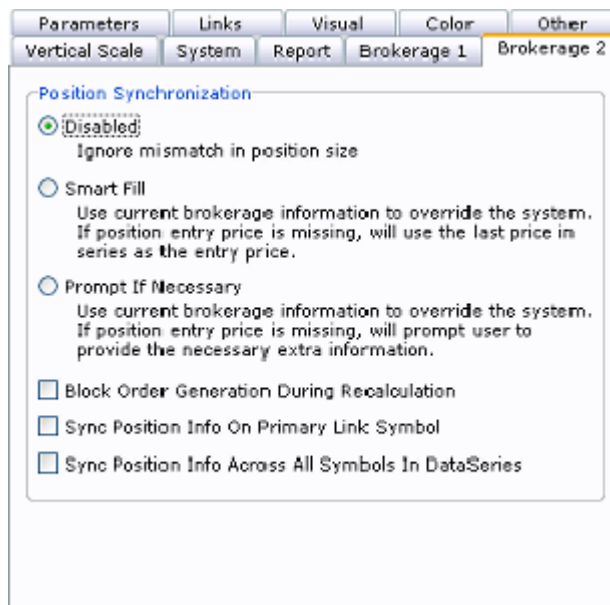 Parameters Links Visual Color Other
Vertical Scale System Report Brokerage 1 Brokerage 2
Position Synchronization
Disabled
Ignore mismatch in position size
Smart Fill
Use current brokerage information to override the system.
If position entry price is missing, will use the last price in
series as the entry price.
Prompt If Necessary
Use current brokerage information to override the system.
If position entry price is missing, will prompt user to
provide the necessary extra information.
Block Order Generation During Recalculation
Sync Position Info On Primary Link Symbol
Sync Position Info Across All Symbols In DataSeries